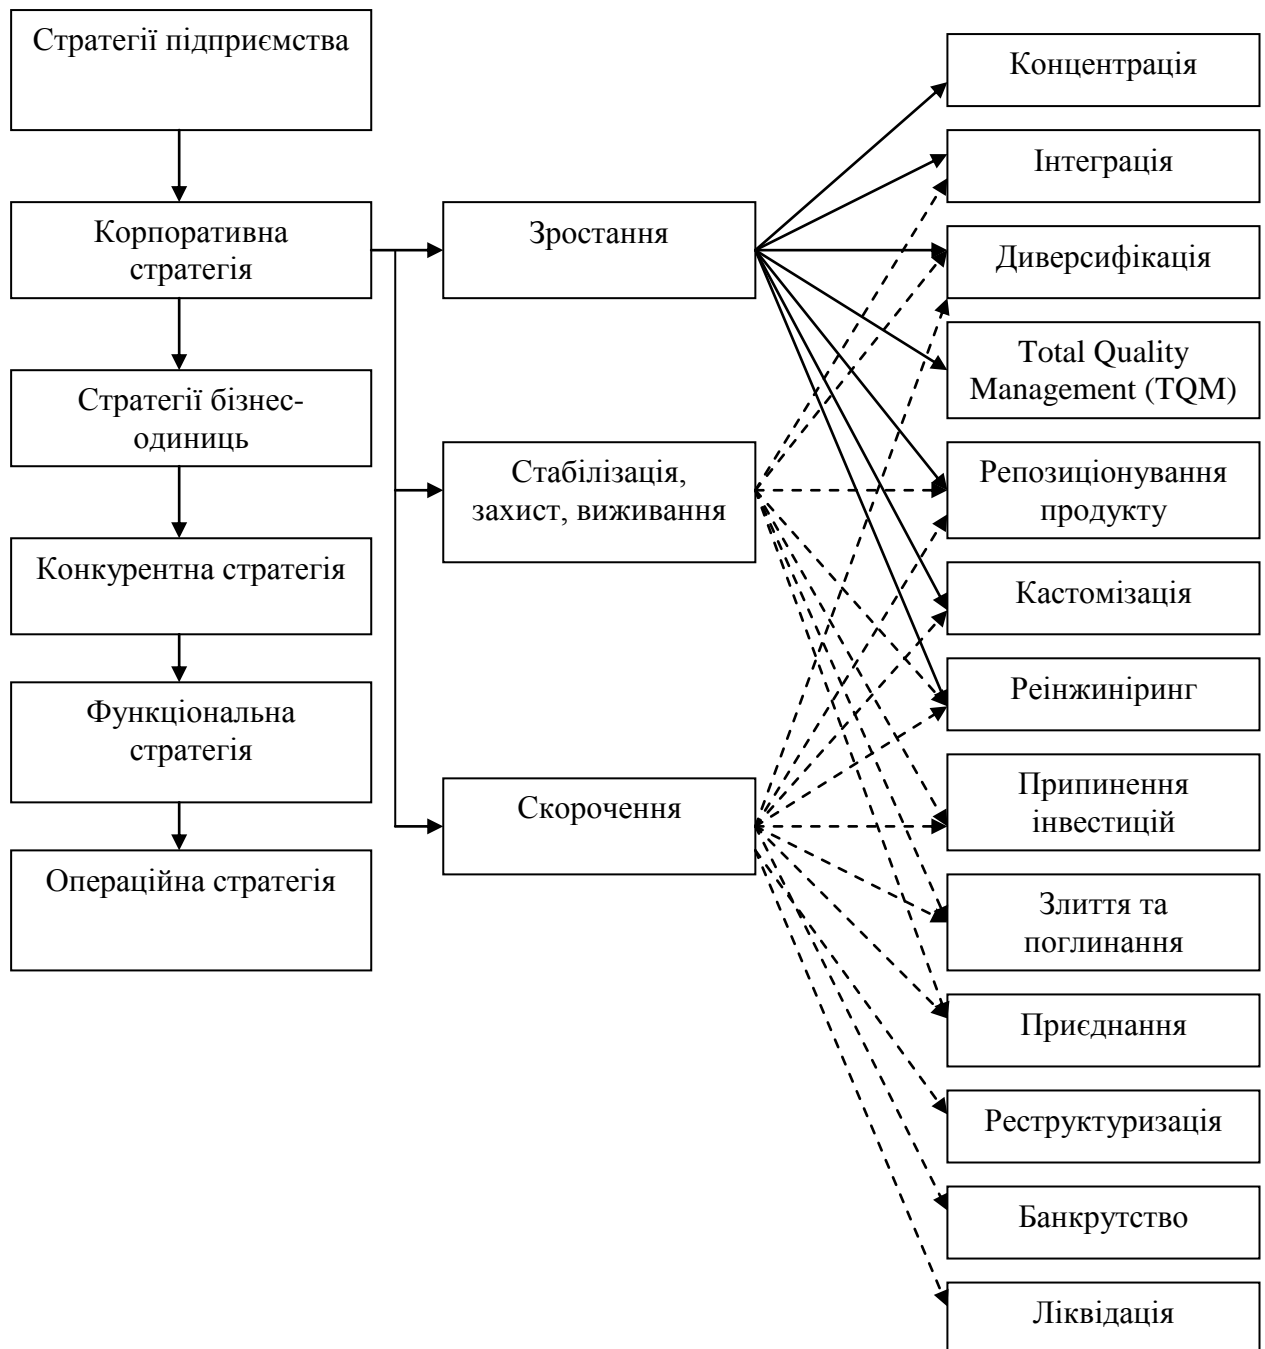 Стратегії підприємства
Корпоративна
стратегія
Стратегії бізнес-
одиниць
Конкурентна стратегія
Функціональна
стратегія
Операційна стратегія
Зростання
Стабілізація,
захист, виживання
Скорочення
Концентрація
Інтеграція
Диверсифікація
Total Quality
Management (TQM)
Репозиціонування
продукту
Кастомізація
Реінжиніринг
Припинення
інвестицій
Злиття та
поглинання
Приєднання
Реструктуризація
Банкрутство
Ліквідація